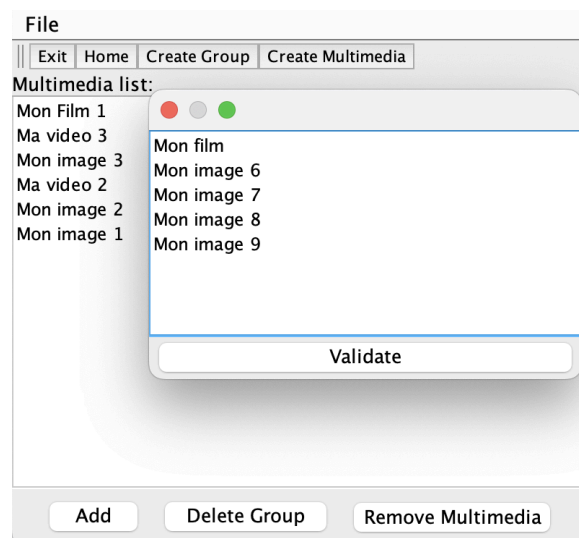 File
Exit Home Create Group Create Multimedia
Multimedia list:
Mon Film 1
Ma video 3
Mon image 3
Ma video 2
Mon image 2
Mon image 1
Mon film
Mon image 6
Mon image 7
Mon image 8
Mon image 9
Validate
Add Delete Group Remove Multimedia